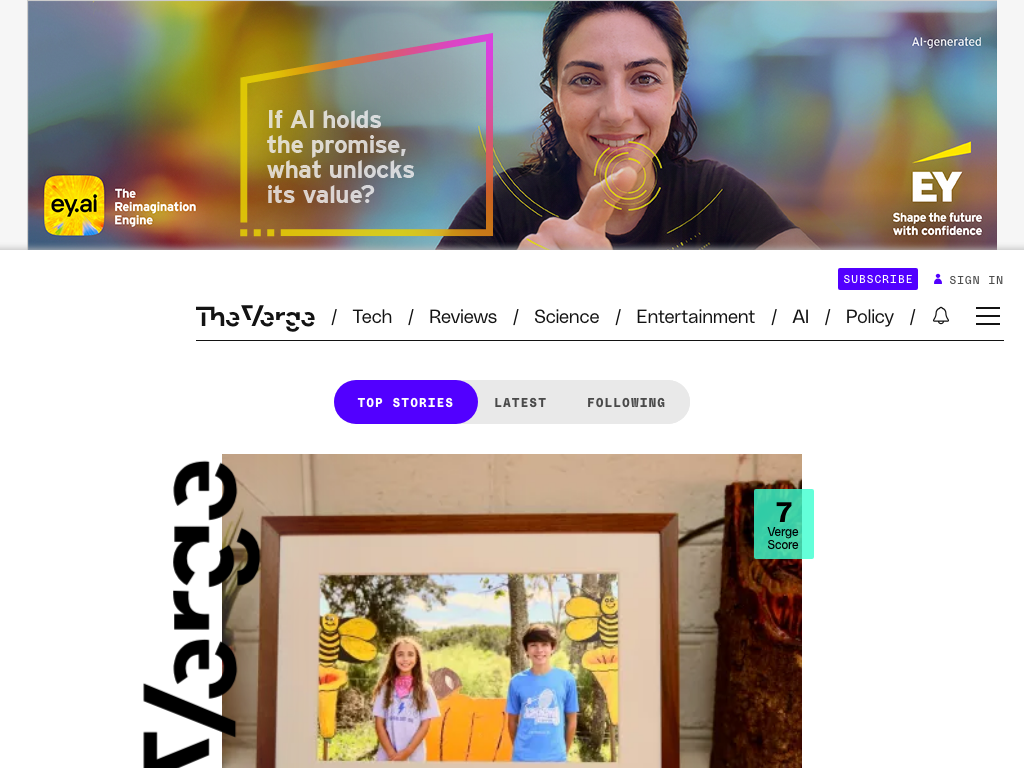 AI-generated
If AI holds
the promise,
what unlocks
its value?
ey.ai
The
Reimagination
Engine
EY
Shape the future
with confidence
SUBSCRIBE
SIGN IN
The Verge / Tech / Reviews / Science / Entertainment / AI / Policy /
TOP STORIES LATEST FOLLOWING
Verge
7
Verge
Score